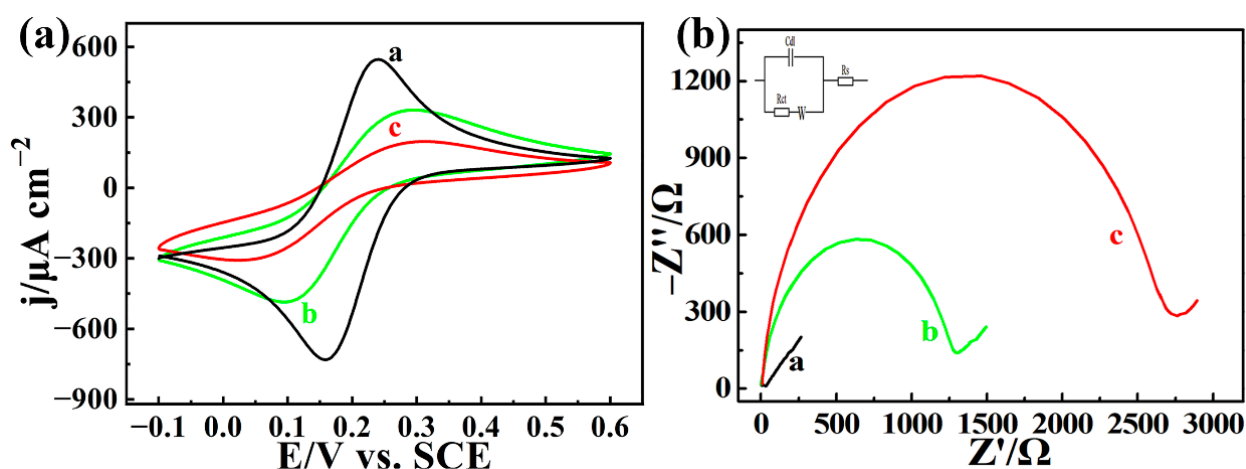 (a)
600
300
0
−300
−600
−900
j/μA cm−2
a
c
b
−0.1 0.0 0.1 0.2 0.3 0.4 0.5 0.6
E/V vs. SCE
(b)
1200
900
600
300
0
−Z''/Ω
Cdl
Rs
Rct
W
c
b
a
0 500 1000 1500 2000 2500 3000
Z'/Ω